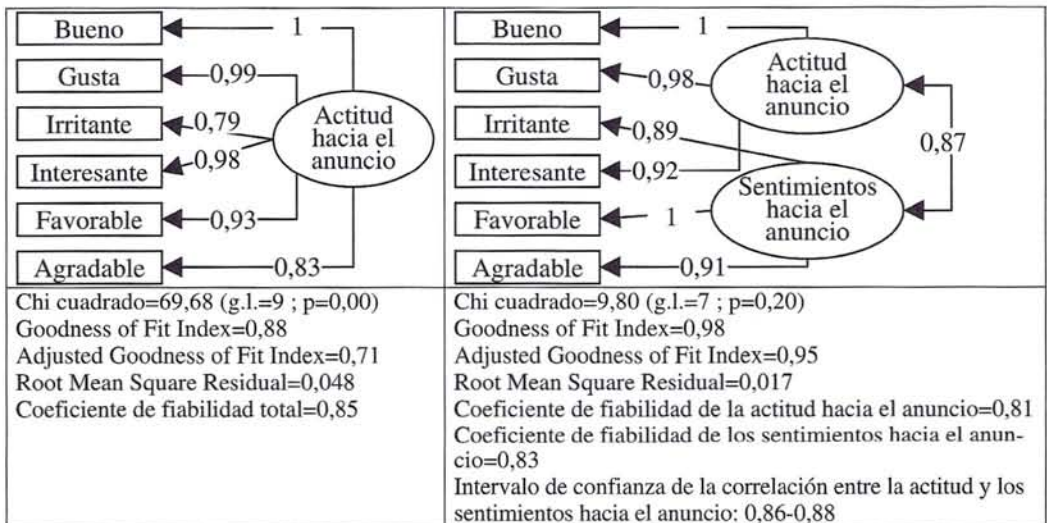 Bueno
1
Gusta
0,99
Irritante
0,79
Actitud
hacia el
anuncio
Interesante
0,98
Favorable
0,93
Agradable
0,83
Chi cuadrado=69,68 (g.l.=9 ; p=0,00)
Goodness of Fit Index=0,88
Adjusted Goodness of Fit Index=0,71
Root Mean Square Residual=0,048
Coeficiente de fiabilidad total=0,85
Bueno
1
Gusta
0,98
Actitud
hacia el
anuncio
Irritante
0,89
0,87
Interesante
0,92
Sentimientos
hacia el
anuncio
Favorable
1
Agradable
0,91
Chi cuadrado=9,80 (g.l.=7 ; p=0,20)
Goodness of Fit Index=0,98
Adjusted Goodness of Fit Index=0,95
Root Mean Square Residual=0,017
Coeficiente de fiabilidad de la actitud hacia el anuncio=0,81
Coeficiente de fiabilidad de los sentimientos hacia el anun-
cio=0,83
Intervalo de confianza de la correlación entre la actitud y los
sentimientos hacia el anuncio: 0,86-0,88